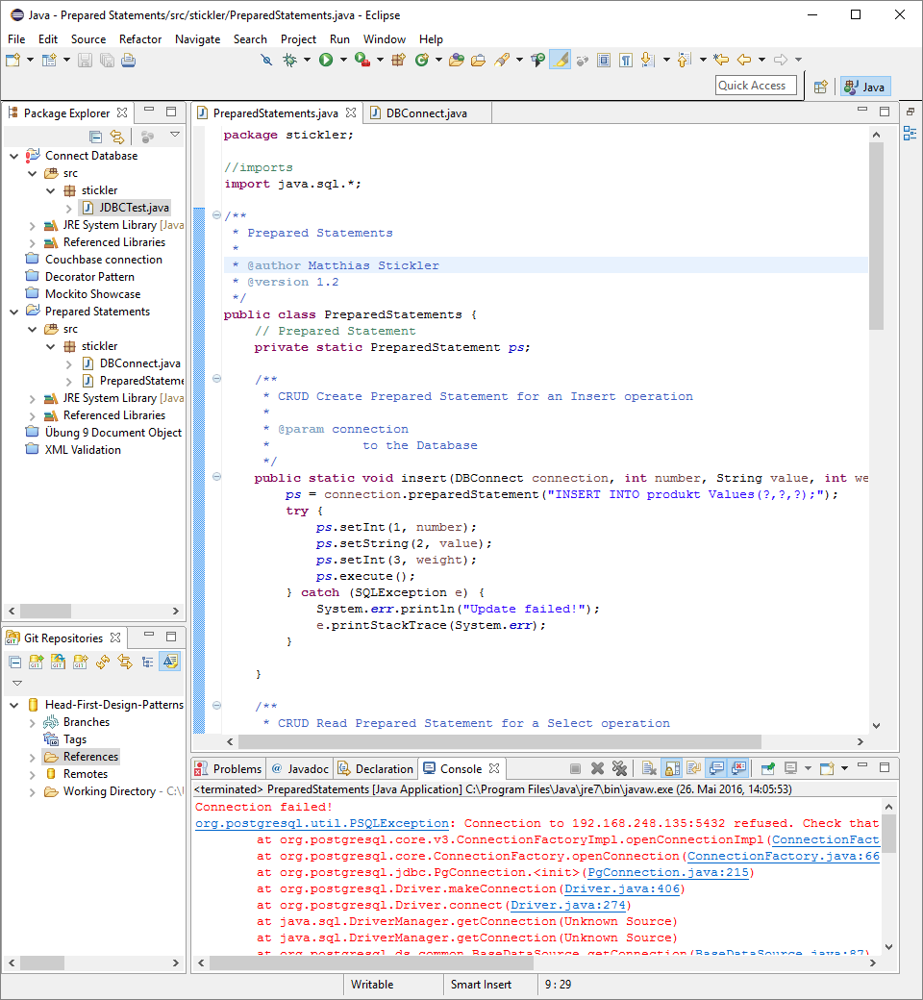 Java - Prepared Statements/src/stickler/PreparedStatements.java - Eclipse
File Edit Source Refactor Navigate Search Project Run Window Help
Quick Access
Java
Package Explorer
Connect Database
src
stickler
JDBCTest.java
JRE System Library [Java
Referenced Libraries
Couchbase connection
Decorator Pattern
Mockito Showcase
Prepared Statements
src
stickler
DBConnect.java
PreparedStateme
JRE System Library [Java
Referenced Libraries
Übung 9 Document Object
XML Validation
Git Repositories
Head-First-Design-Patterns
Branches
Tags
References
Remotes
Working Directory - C:\
PreparedStatements.java DBConnect.java
package stickler;
//imports
import java.sql.*;
/**
* Prepared Statements
*
* @author Matthias Stickler
* @version 1.2
*/
public class PreparedStatements {
// Prepared Statement
private static PreparedStatement ps;
/**
* CRUD Create Prepared Statement for an Insert operation
*
* @param connection
* to the Database
*/
public static void insert(DBConnect connection, int number, String value, int we
ps = connection.preparedStatement("INSERT INTO produkt Values(?,?,?);");
try {
ps.setInt(1, number);
ps.setString(2, value);
ps.setInt(3, weight);
ps.execute();
} catch (SQLException e) {
System.err.println("Update failed!");
e.printStackTrace(System.err);
}
}
/**
* CRUD Read Prepared Statement for a Select operation
Problems @ Javadoc Declaration Console
<terminated> PreparedStatements [Java Application] C:\Program Files\Java\jre7\bin\javaw.exe (26. Mai 2016, 14:05:53)
Connection failed!
org.postgresql.util.PSQLException: Connection to 192.168.248.135:5432 refused. Check that
at org.postgresql.core.v3.ConnectionFactoryImpl.openConnectionImpl(ConnectionFact
at org.postgresql.core.ConnectionFactory.openConnection(ConnectionFactory.java:66
at org.postgresql.jdbc.PgConnection.<init>(PgConnection.java:215)
at org.postgresql.Driver.makeConnection(Driver.java:406)
at org.postgresql.Driver.connect(Driver.java:274)
at java.sql.DriverManager.getConnection(Unknown Source)
at java.sql.DriverManager.getConnection(Unknown Source)
at org.postgresql.ds.common.BaseDataSource.getConnection(BaseDataSource.java:87)
Writable Smart Insert 9 : 29